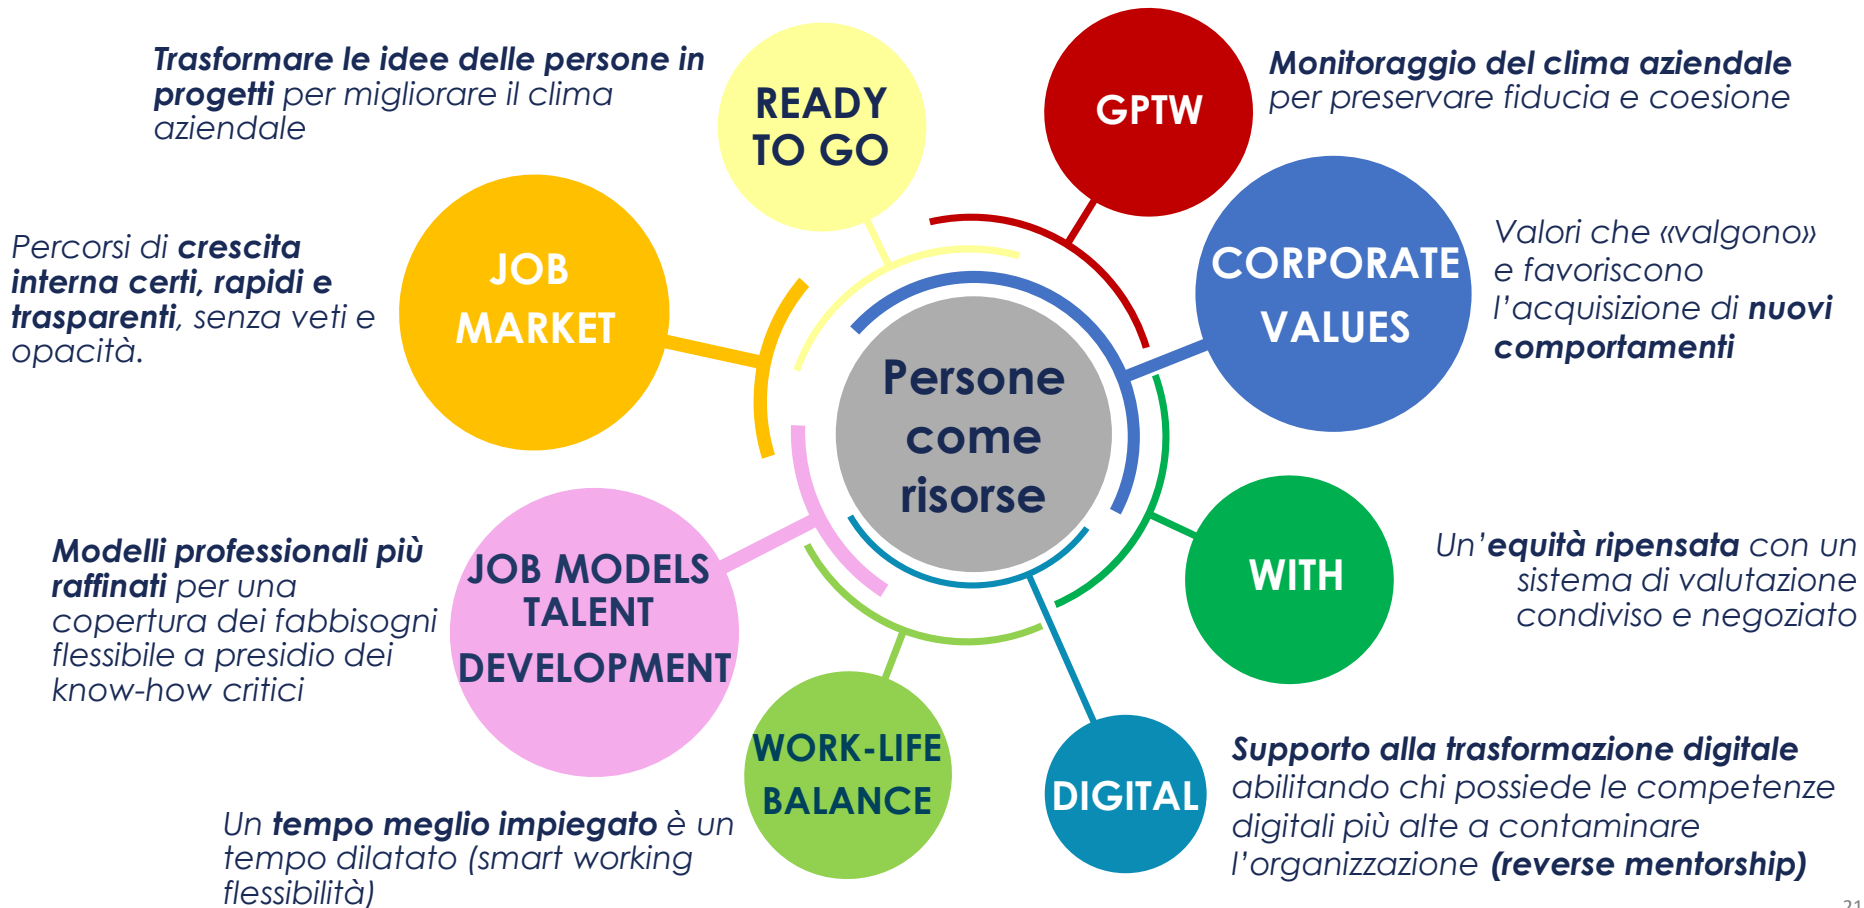 Trasformare le idee delle persone in
progetti per migliorare il clima
aziendale
READY
TO GO
GPTW
Monitoraggio del clima aziendale
per preservare fiducia e coesione
Percorsi di crescita
interna certi, rapidi e
trasparenti, senza veti e
opacità.
JOB
MARKET
CORPORATE
VALUES
Valori che «valgono»
e favoriscono
l’acquisizione di nuovi
comportamenti
Persone
come
risorse
Modelli professionali più
raffinati per una
copertura dei fabbisogni
flessibile a presidio dei
know-how critici
JOB MODELS
TALENT
DEVELOPMENT
WITH
Un’equità ripensata con un
sistema di valutazione
condiviso e negoziato
WORK-LIFE
BALANCE
Un tempo meglio impiegato è un
tempo dilatato (smart working
flessibilità)
DIGITAL
Supporto alla trasformazione digitale
abilitando chi possiede le competenze
digitali più alte a contaminare
l’organizzazione (reverse mentorship)
21